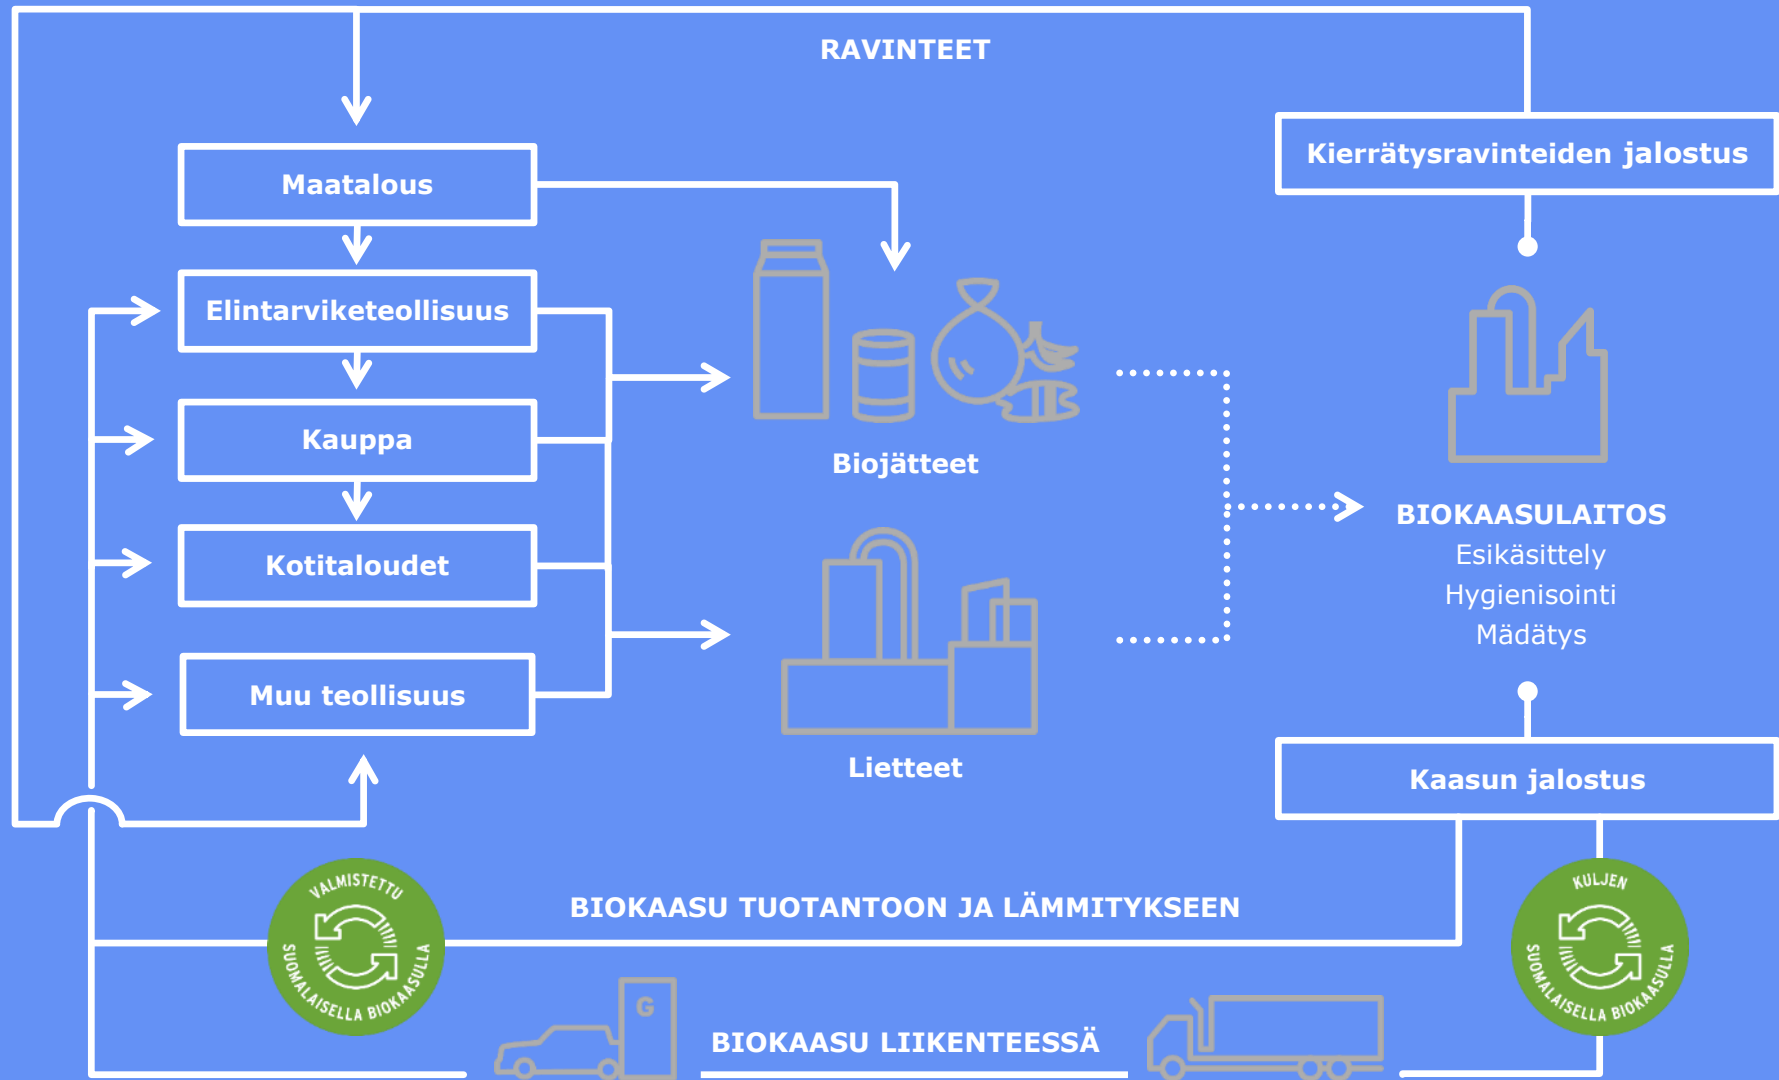 RAVINTEET
Kierrätysravinteiden jalostus
Maatalous
Elintarviketeollisuus
Kauppa
Kotitaloudet
Muu teollisuus
Biojätteet
Lietteet
BIOKAASULAITOS
Esikäsittely
Hygienisointi
Mädätys
Kaasun jalostus
VALMISTETTU
SUOMALAISELLA BIOKAASULLA
BIOKAASU TUOTANTOON JA LÄMMITYKSEEN
KULJEN
SUOMALAISELLA BIOKAASULLA
G
BIOKAASU LIIKENTEESSÄ